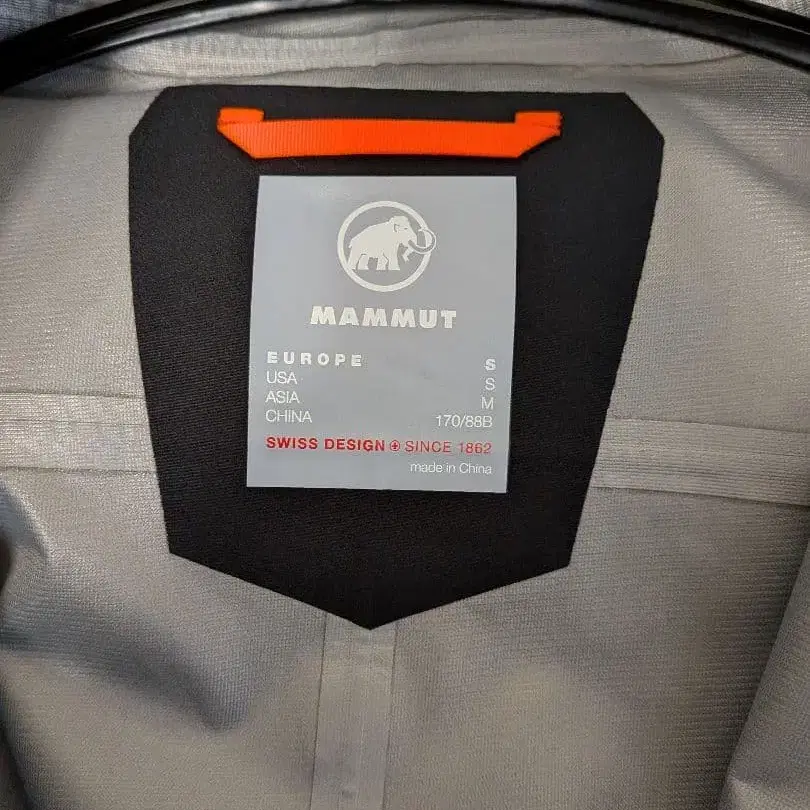 MAMMUT
EUROPE S
USA S
ASIA M
CHINA 170/88B
SWISS DESIGN SINCE 1862
made in China